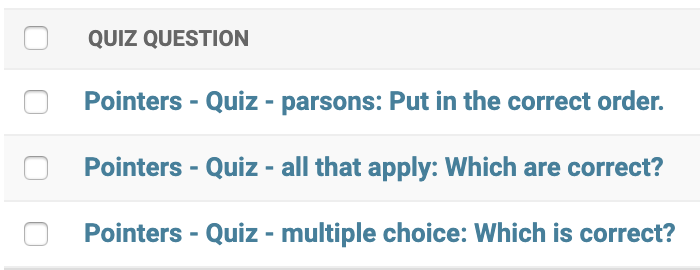 QUIZ QUESTION
Pointers - Quiz - parsons: Put in the correct order.
Pointers - Quiz - all that apply: Which are correct?
Pointers - Quiz - multiple choice: Which is correct?